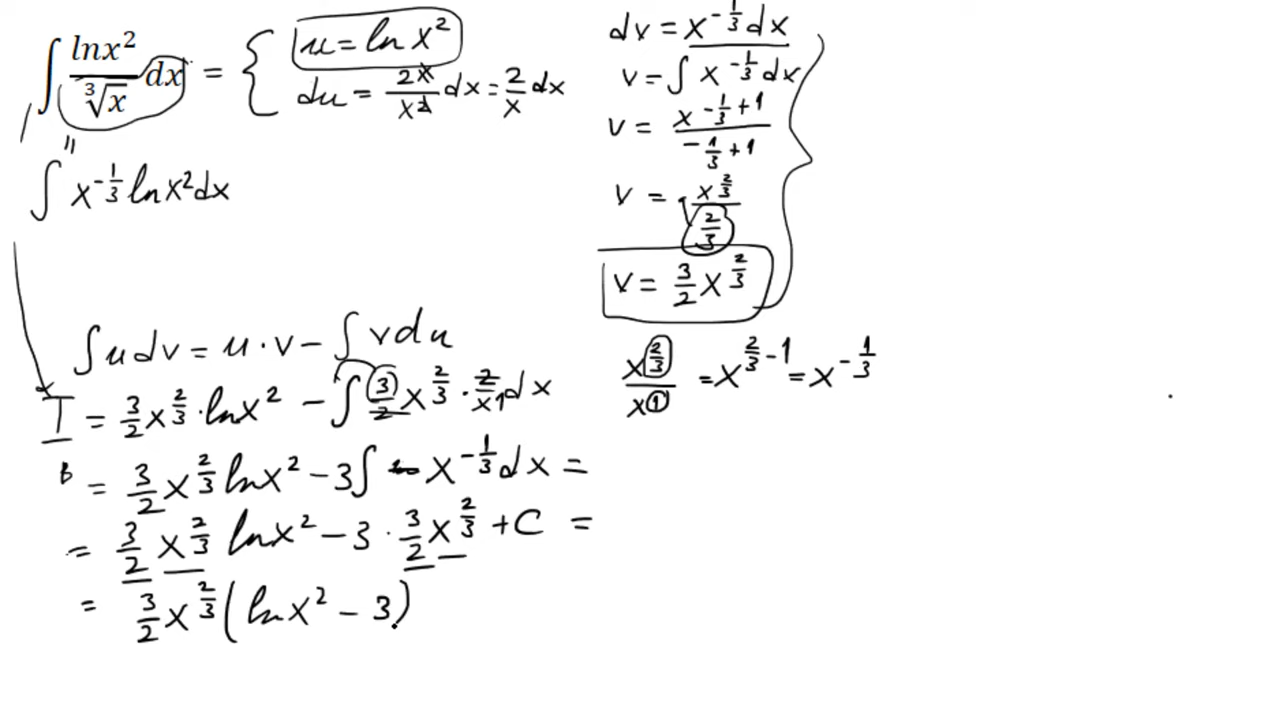 ∫ lnx²/∛x dx = { u = ln x²
du = 2x/x² dx = 2/x dx
∫ x^(-1/3) ln x² dx
dv = x^(-1/3) dx
v = ∫ x^(-1/3) dx
v = x^(-1/3+1)/(-1/3+1)
v = x^(2/3)/(2/3)
v = 3/2 x^(2/3)
∫ u dv = u · v − ∫ v du
I = 3/2 x^(2/3) · ln x² − ∫ 3/2 x^(2/3) · 2/x¹ dx
x^(2/3)/x¹ = x^(2/3 − 1) = x^(-1/3)
= 3/2 x^(2/3) ln x² − 3 ∫ x^(-1/3) dx =
= 3/2 x^(2/3) ln x² − 3 · 3/2 x^(2/3) + C =
= 3/2 x^(2/3) (ln x² − 3)